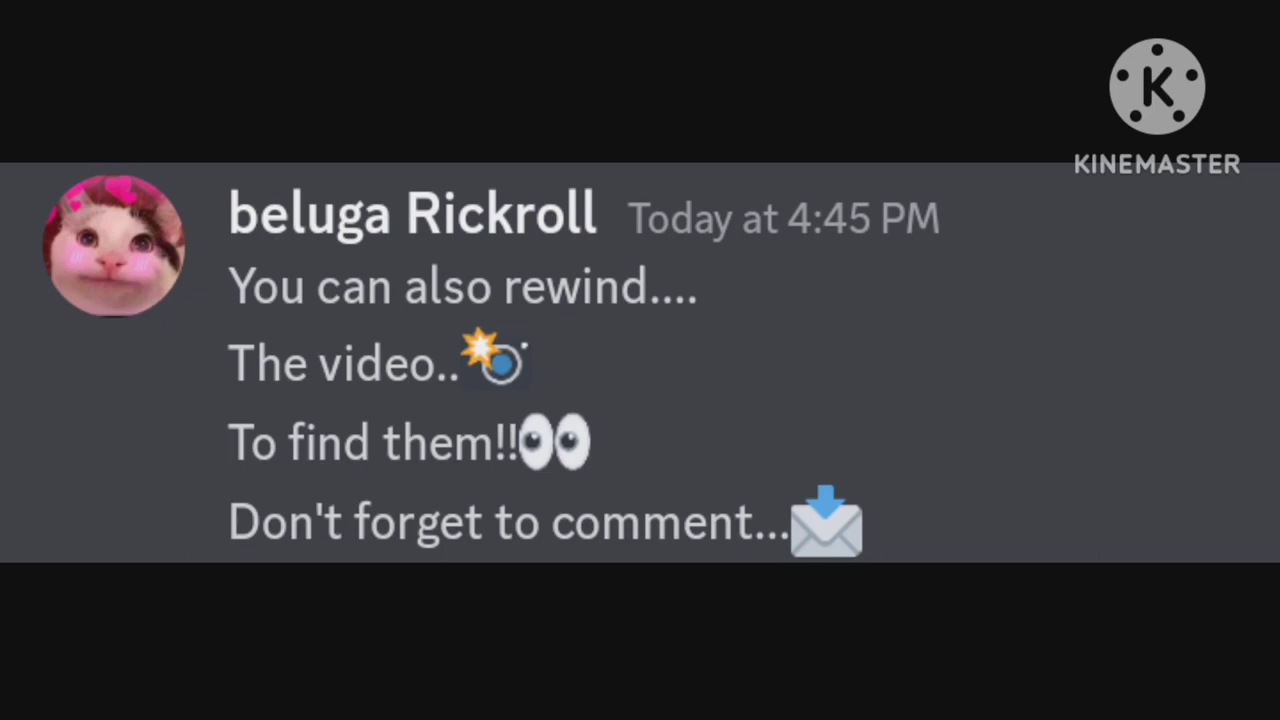 K
KINEMASTER
beluga Rickroll Today at 4:45 PM
You can also rewind....
The video..
To find them!!👀
Don't forget to comment...📩